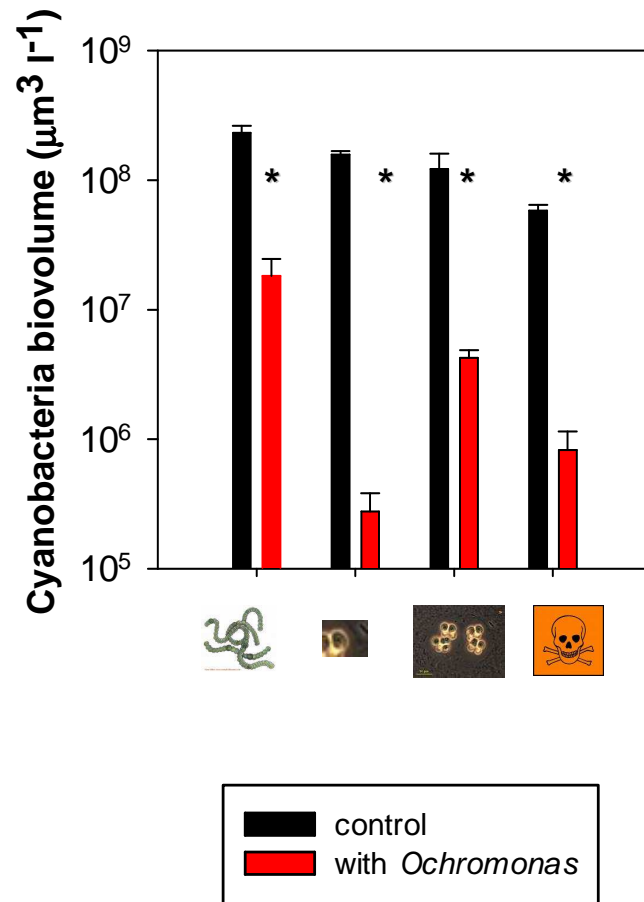 Cyanobacteria biovolume (μm³ l⁻¹)
10⁹
10⁸
10⁷
10⁶
10⁵
* * * *
control
with Ochromonas